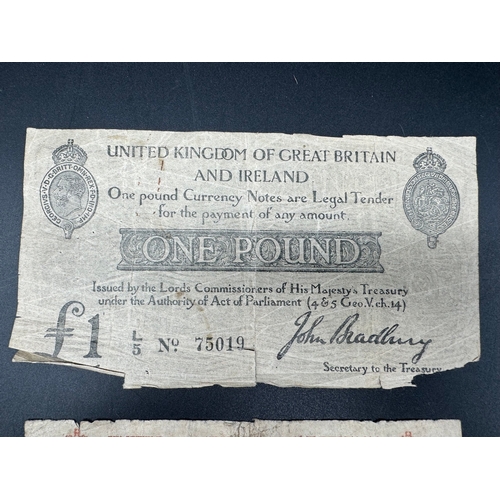 UNITED KINGDOM OF GREAT BRITAIN
AND IRELAND
One pound Currency Notes are Legal Tender
for the payment of any amount.
ONE POUND
Issued by the Lords Commissioners of His Majesty's Treasury
under the Authority of Act of Parliament (4 & 5 Geo. V. ch. 14)
£1 L/5 No 75019
John Bradbury
Secretary to the Treasury